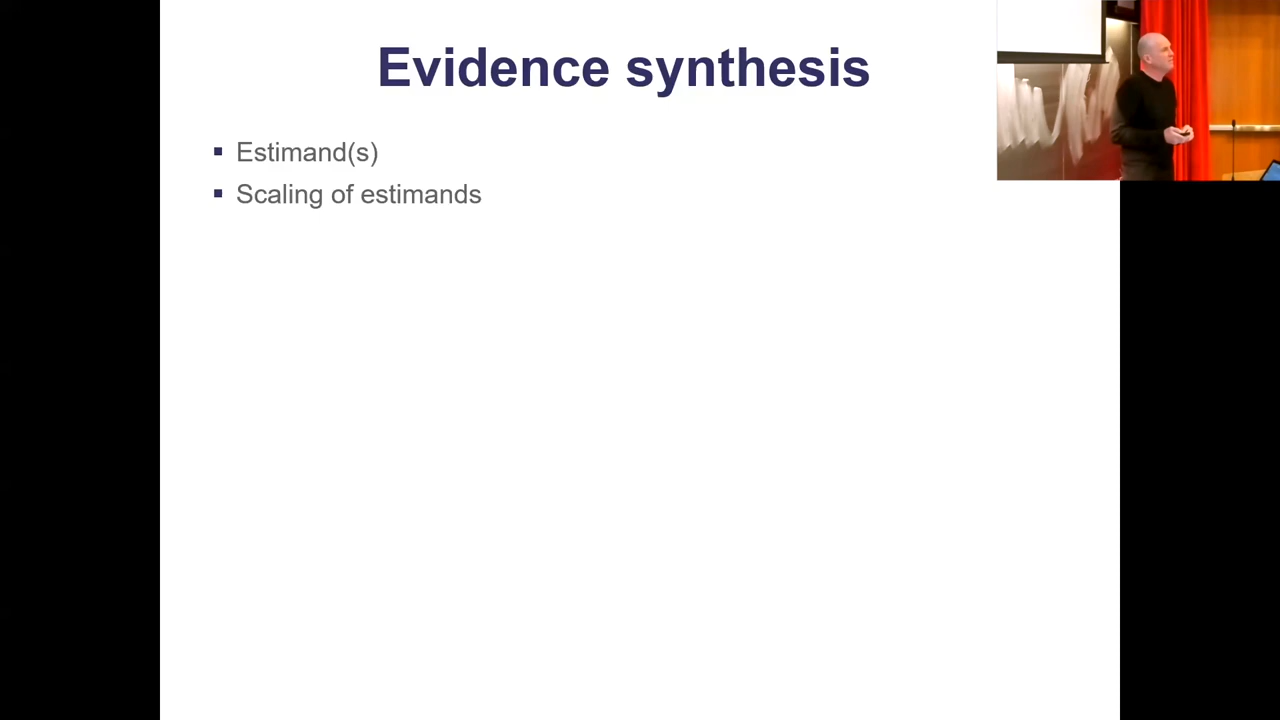 Evidence synthesis
▪ Estimand(s)
▪ Scaling of estimands